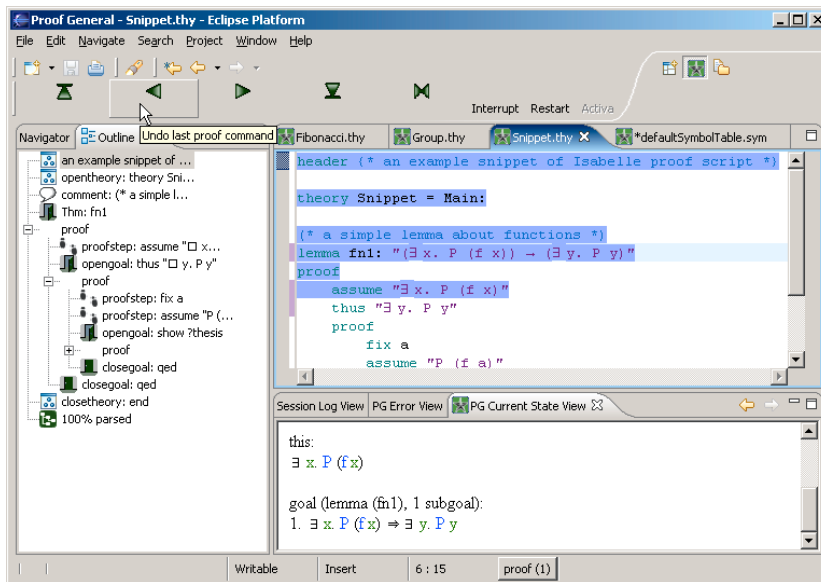 Proof General - Snippet.thy - Eclipse Platform
File Edit Navigate Search Project Window Help
Interrupt Restart Activa
Undo last proof command
Navigator Outline
Fibonacci.thy Group.thy Snippet.thy *defaultSymbolTable.sym
an example snippet of ...
opentheory: theory Sni...
comment: (* a simple l...
Thm: fn1
proof
proofstep: assume "□ x...
opengoal: thus "□ y. P y"
proof
proofstep: fix a
proofstep: assume "P (...
opengoal: show ?thesis
proof
closegoal: qed
closegoal: qed
closetheory: end
100% parsed
header (* an example snippet of Isabelle proof script *)
theory Snippet = Main:
(* a simple lemma about functions *)
lemma fn1: "(∃ x. P (f x)) → (∃ y. P y)"
proof
assume "∃ x. P (f x)"
thus "∃ y. P y"
proof
fix a
assume "P (f a)"
Session Log View PG Error View PG Current State View
this:
∃ x. P (f x)
goal (lemma (fn1), 1 subgoal):
1. ∃ x. P (f x) ⇒ ∃ y. P y
Writable Insert 6 : 15 proof (1)